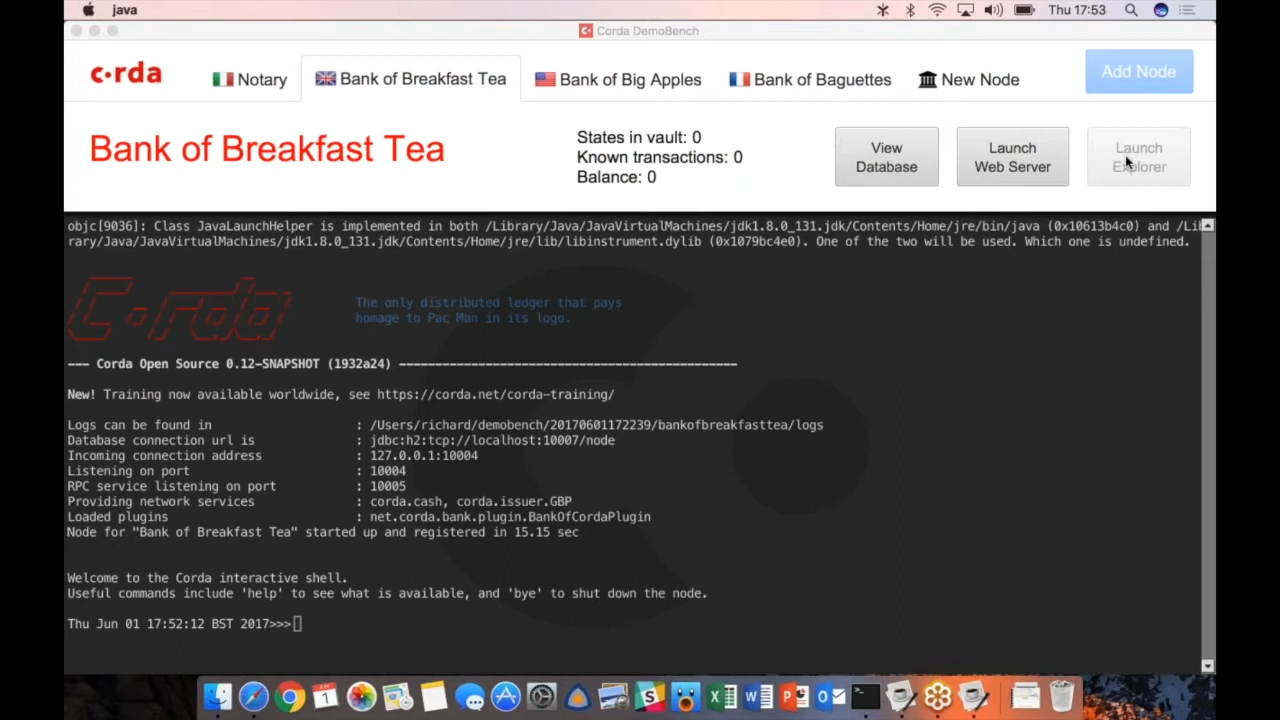 java
Thu 17:53
Corda DemoBench
c·rda
Notary
Bank of Breakfast Tea
Bank of Big Apples
Bank of Baguettes
New Node
Add Node
Bank of Breakfast Tea
States in vault: 0
Known transactions: 0
Balance: 0
View
Database
Launch
Web Server
Launch
Explorer
objc[9036]: Class JavaLaunchHelper is implemented in both /Library/Java/JavaVirtualMachines/jdk1.8.0_131.jdk/Contents/Home/jre/bin/java (0x10613b4c0) and /Lib
rary/Java/JavaVirtualMachines/jdk1.8.0_131.jdk/Contents/Home/jre/lib/libinstrument.dylib (0x1079bc4e0). One of the two will be used. Which one is undefined.
C·rda
The only distributed ledger that pays
homage to Pac Man in its logo.
--- Corda Open Source 0.12-SNAPSHOT (1932a24) -----------------------------------------------
New! Training now available worldwide, see https://corda.net/corda-training/
Logs can be found in : /Users/richard/demobench/20170601172239/bankofbreakfasttea/logs
Database connection url is : jdbc:h2:tcp://localhost:10007/node
Incoming connection address : 127.0.0.1:10004
Listening on port : 10004
RPC service listening on port : 10005
Providing network services : corda.cash, corda.issuer.GBP
Loaded plugins : net.corda.bank.plugin.BankOfCordaPlugin
Node for "Bank of Breakfast Tea" started up and registered in 15.15 sec
Welcome to the Corda interactive shell.
Useful commands include 'help' to see what is available, and 'bye' to shut down the node.
Thu Jun 01 17:52:12 BST 2017>>>